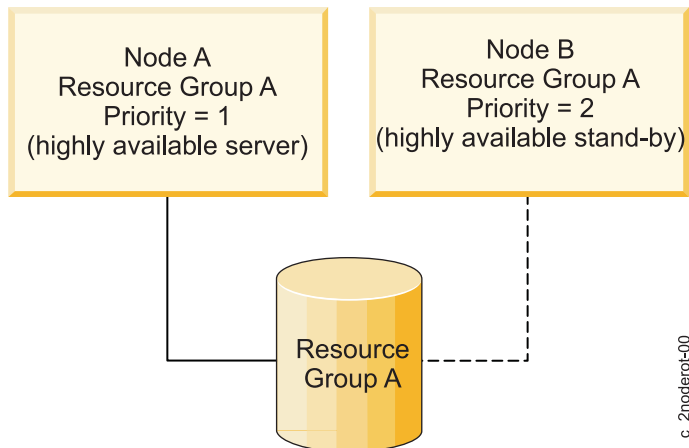 Node A
Resource Group A
Priority = 1
(highly available server)
Node B
Resource Group A
Priority = 2
(highly available stand-by)
Resource
Group A
c_2noderot-00